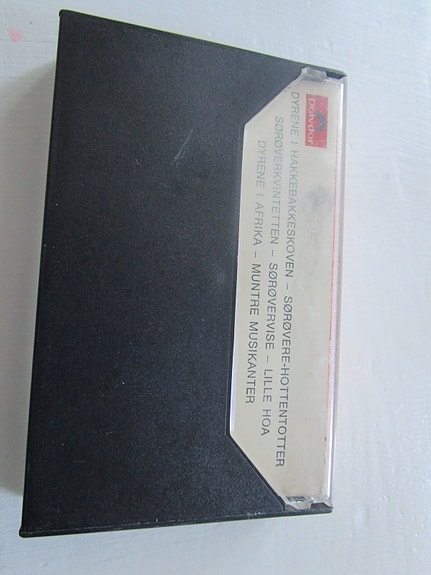 Polydor
DYRENE I HAKKEBAKKESKOVEN – SØRØVERE-HOTTENTOTTER
SØRØVERKVINTETTEN – SØRØVERVISE – LILLE HOA
DYRENE I AFRIKA – MUNTRE MUSIKANTER